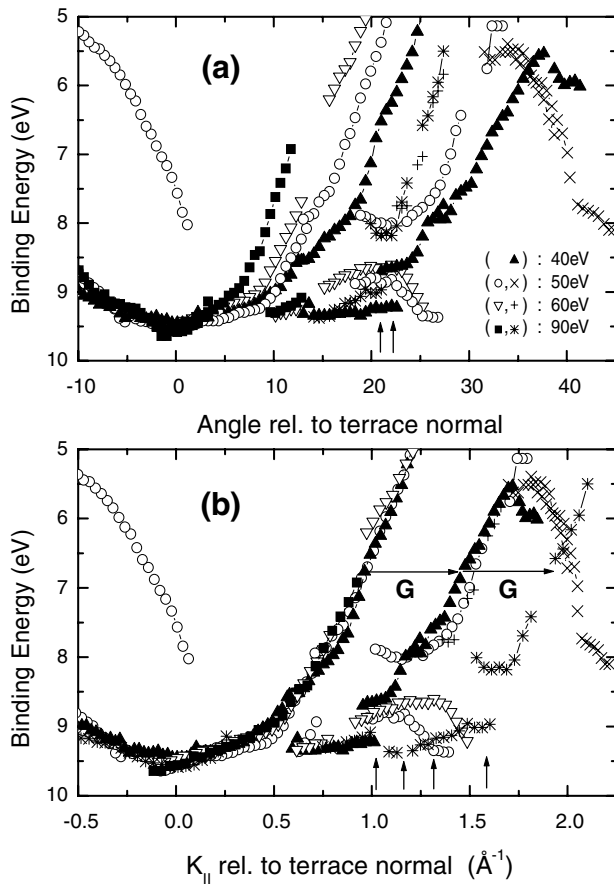 5
6
7
8
9
10
Binding Energy (eV)
(a)
( ▲ ) : 40eV
(○,×) : 50eV
(▽,+) : 60eV
(■,✳) : 90eV
-10 0 10 20 30 40
Angle rel. to terrace normal
5
6
7
8
9
10
Binding Energy (eV)
(b)
G G
-0.5 0.0 0.5 1.0 1.5 2.0
K|| rel. to terrace normal (Å-1)